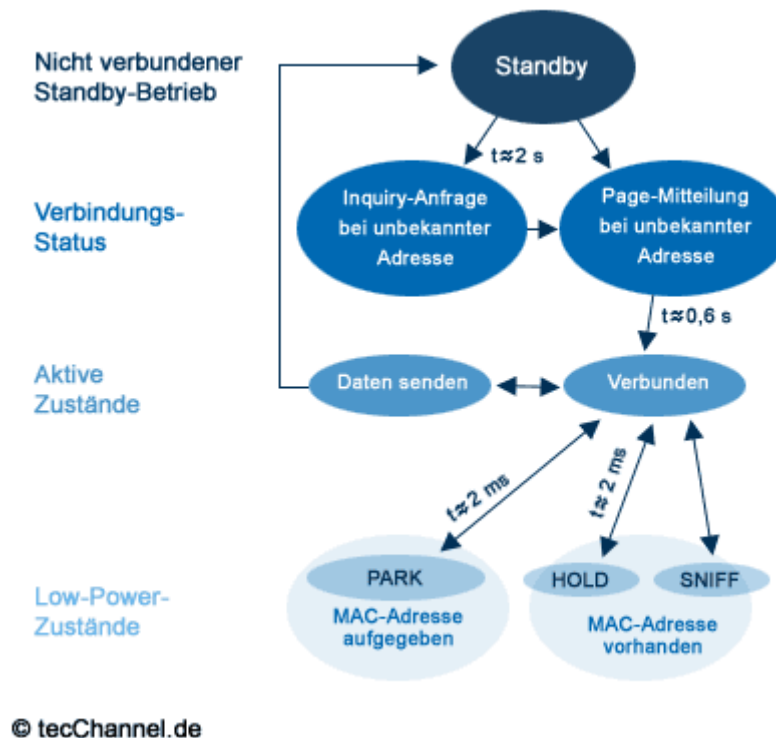 Nicht verbundener
Standby-Betrieb
Standby
t≈2 s
Verbindungs-
Status
Inquiry-Anfrage
bei unbekannter
Adresse
Page-Mitteilung
bei unbekannter
Adresse
t≈0,6 s
Aktive
Zustände
Daten senden
Verbunden
t≈2 ms
t≈2 ms
Low-Power-
Zustände
PARK
MAC-Adresse
aufgegeben
HOLD
SNIFF
MAC-Adresse
vorhanden
© tecChannel.de